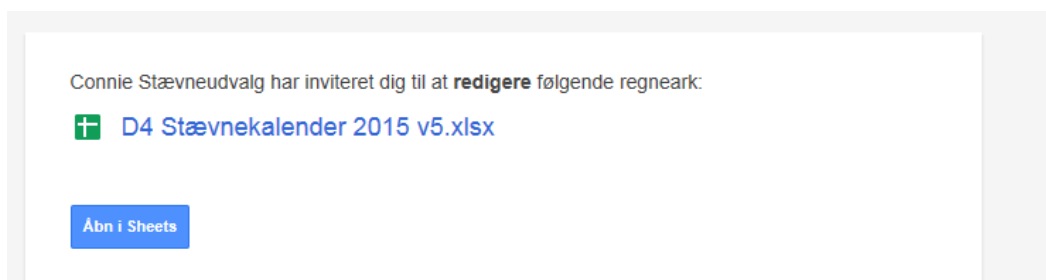 Connie Stævneudvalg har inviteret dig til at redigere følgende regneark:
D4 Stævnekalender 2015 v5.xlsx
Åbn i Sheets